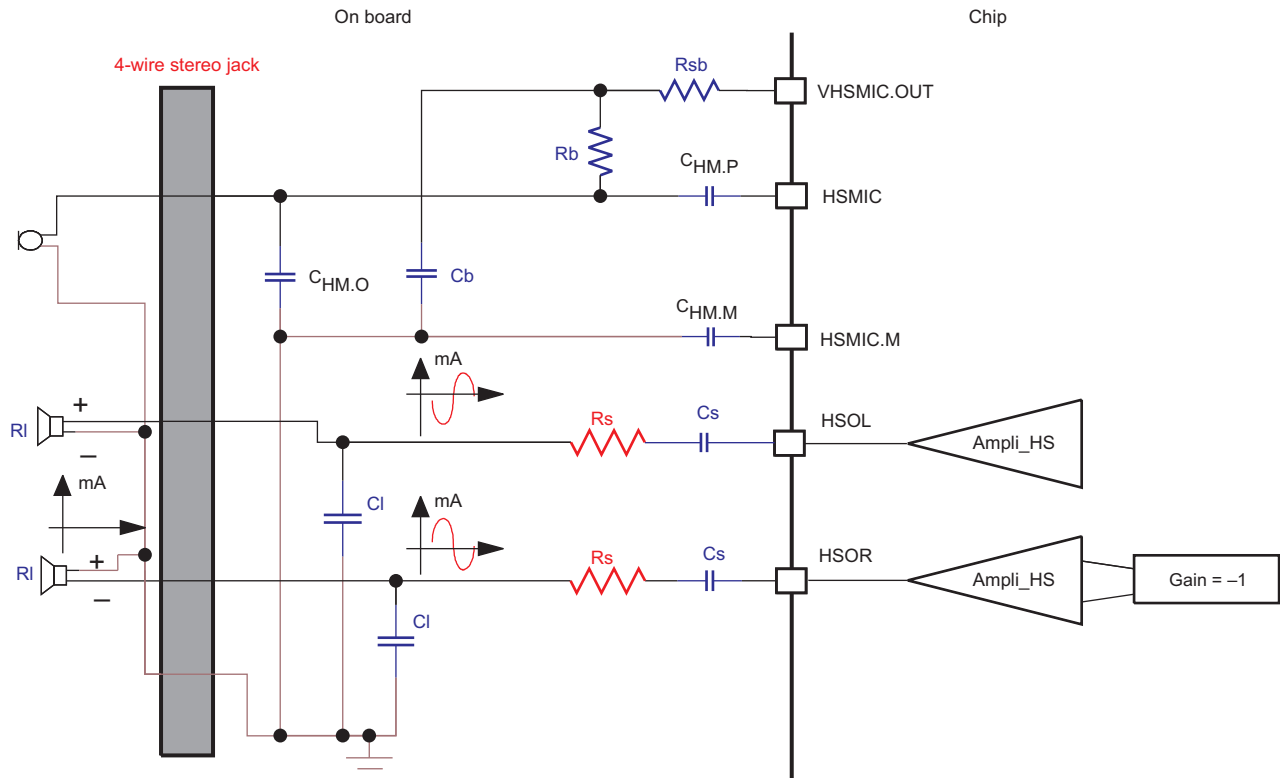 On board
Chip
4-wire stereo jack
Rsb
VHSMIC.OUT
Rb
CHM.P
HSMIC
CHM.O
Cb
CHM.M
HSMIC.M
mA
Rl
+
–
Rs
Cs
HSOL
Ampli_HS
mA
Cl
mA
Rl
+
–
Rs
Cs
HSOR
Ampli_HS
Gain = –1
Cl